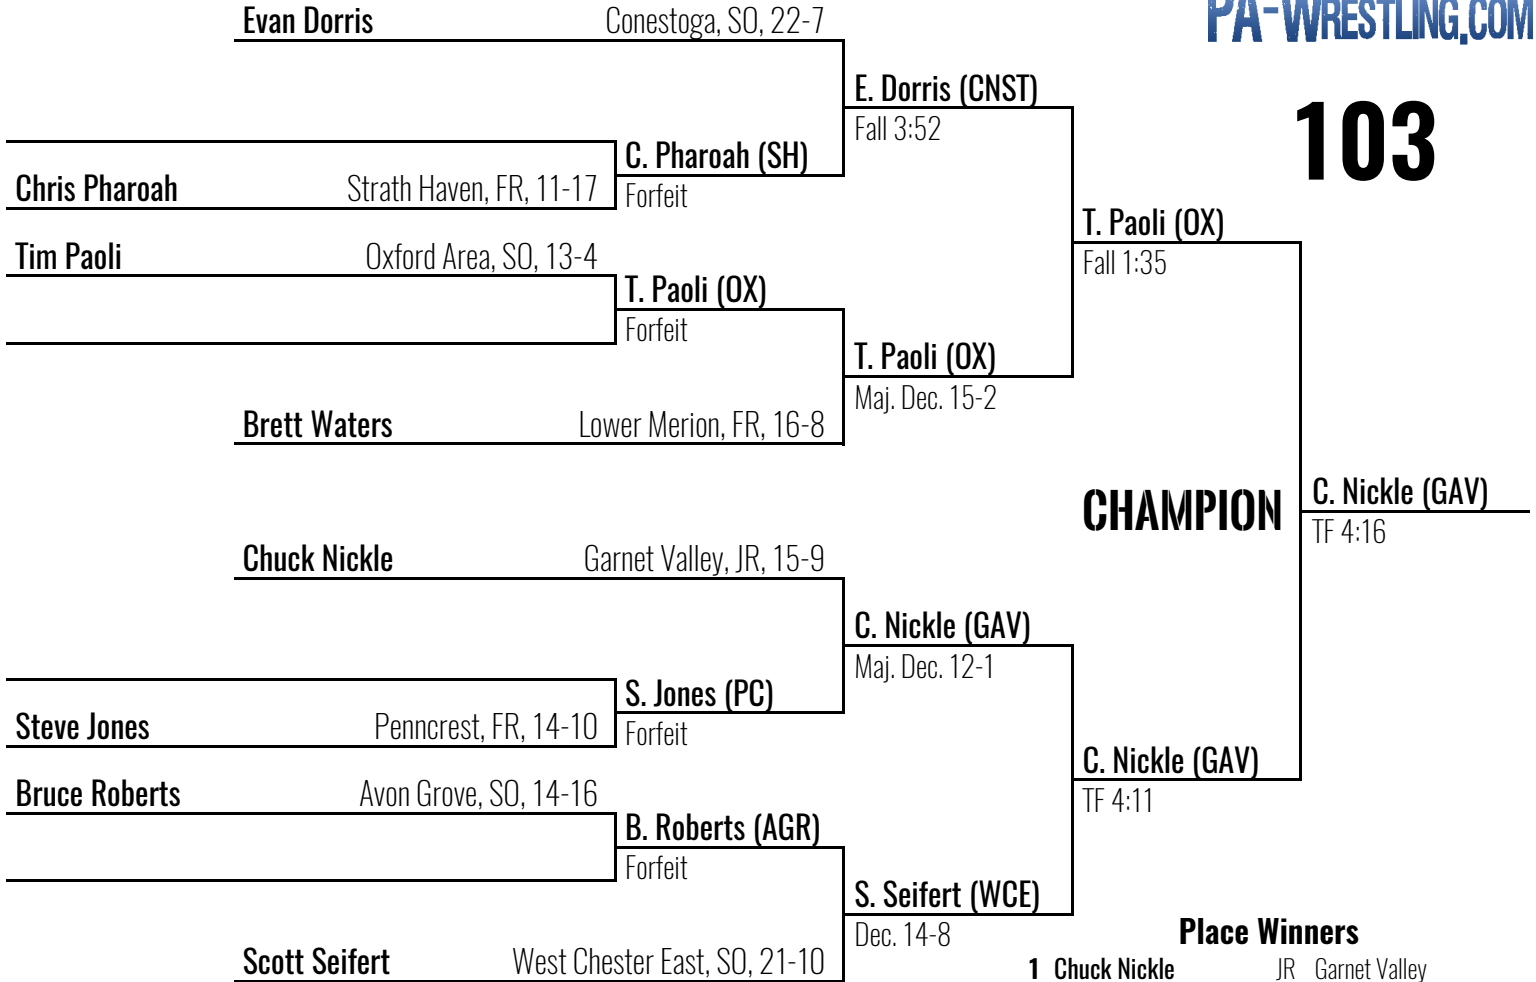 PA-WRESTLING.COM
103
Evan Dorris Conestoga, SO, 22-7
E. Dorris (CNST)
Fall 3:52
C. Pharoah (SH)
Forfeit
Chris Pharoah Strath Haven, FR, 11-17
T. Paoli (OX)
Fall 1:35
Tim Paoli Oxford Area, SO, 13-4
T. Paoli (OX)
Forfeit
T. Paoli (OX)
Maj. Dec. 15-2
Brett Waters Lower Merion, FR, 16-8
CHAMPION
C. Nickle (GAV)
TF 4:16
Chuck Nickle Garnet Valley, JR, 15-9
C. Nickle (GAV)
Maj. Dec. 12-1
S. Jones (PC)
Forfeit
Steve Jones Penncrest, FR, 14-10
C. Nickle (GAV)
TF 4:11
Bruce Roberts Avon Grove, SO, 14-16
B. Roberts (AGR)
Forfeit
S. Seifert (WCE)
Dec. 14-8
Scott Seifert West Chester East, SO, 21-10
Place Winners
1 Chuck Nickle JR Garnet Valley